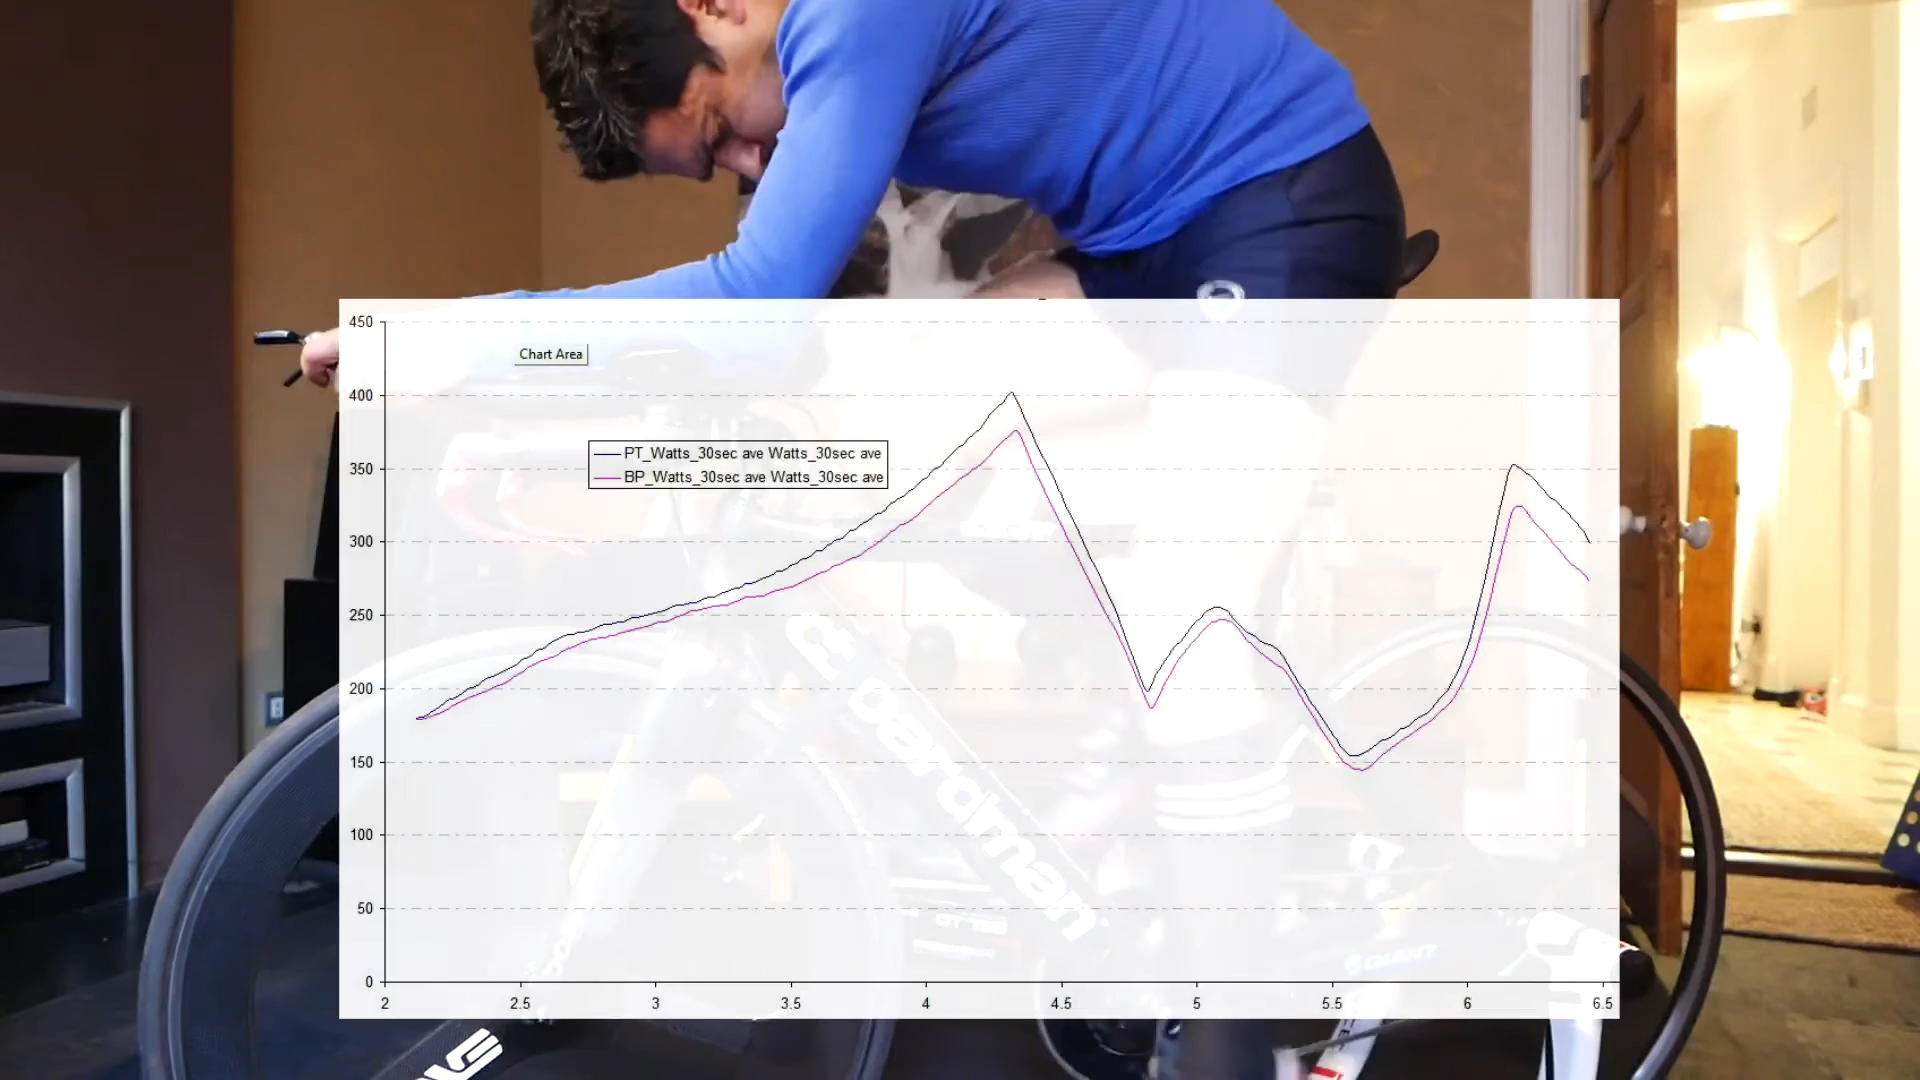 450
Chart Area
400
PT_Watts_30sec ave Watts_30sec ave
350
BP_Watts_30sec ave Watts_30sec ave
300
250
200
150
100
50
0
2 2.5 3 3.5 4 4.5 5 5.5 6 6.5
boardman
GIANT